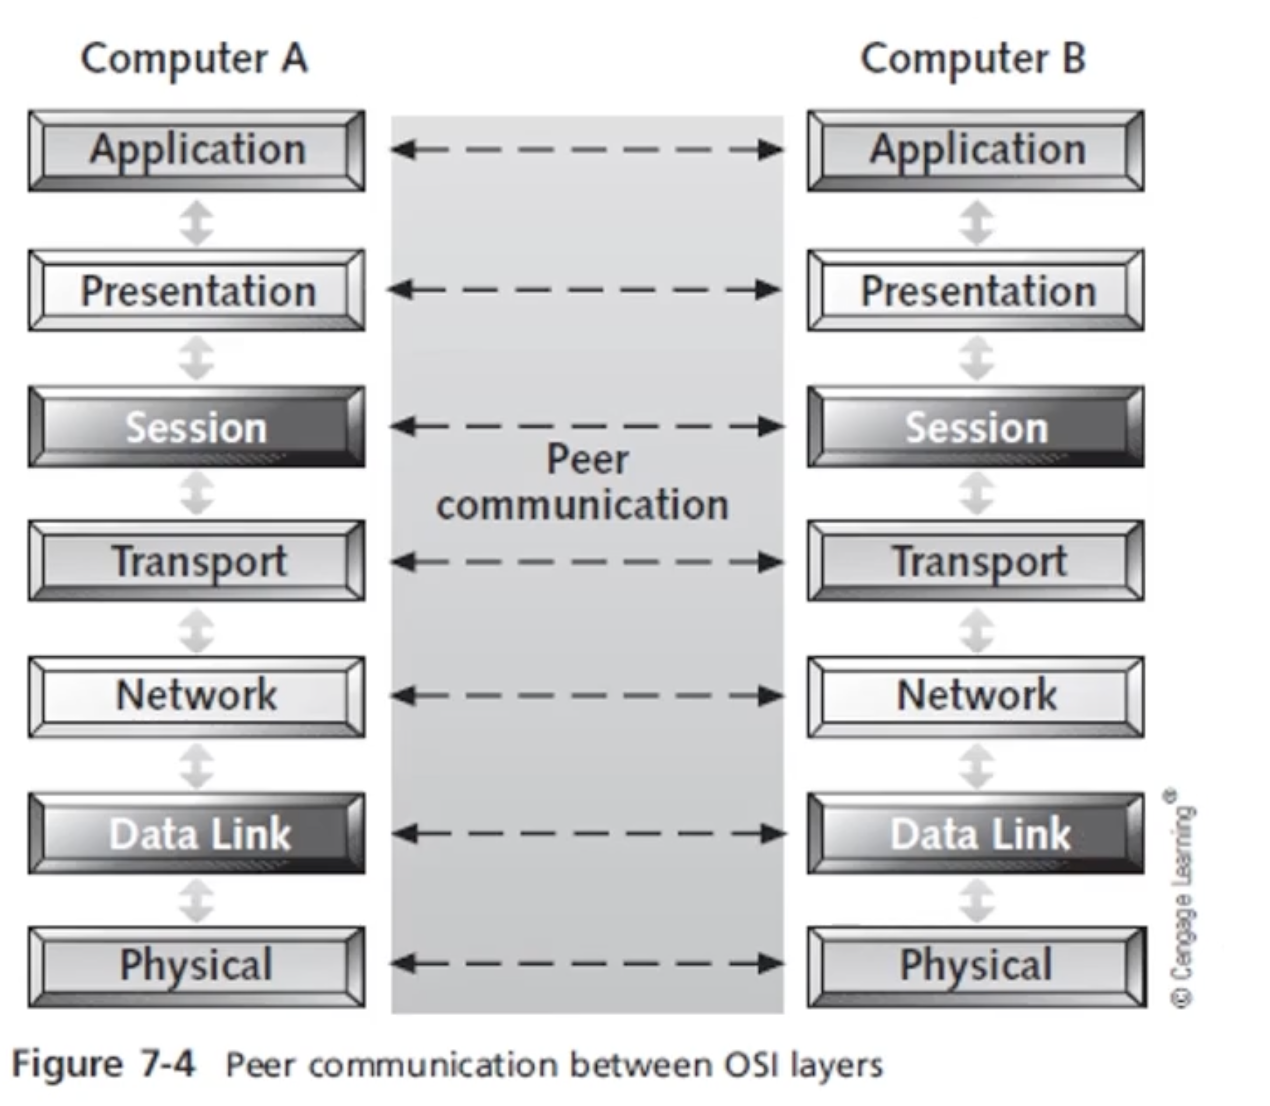 Computer A Computer B
Application Application
Presentation Presentation
Session Session
Peer
communication
Transport Transport
Network Network
Data Link Data Link
Physical Physical
© Cengage Learning®
Figure 7-4 Peer communication between OSI layers